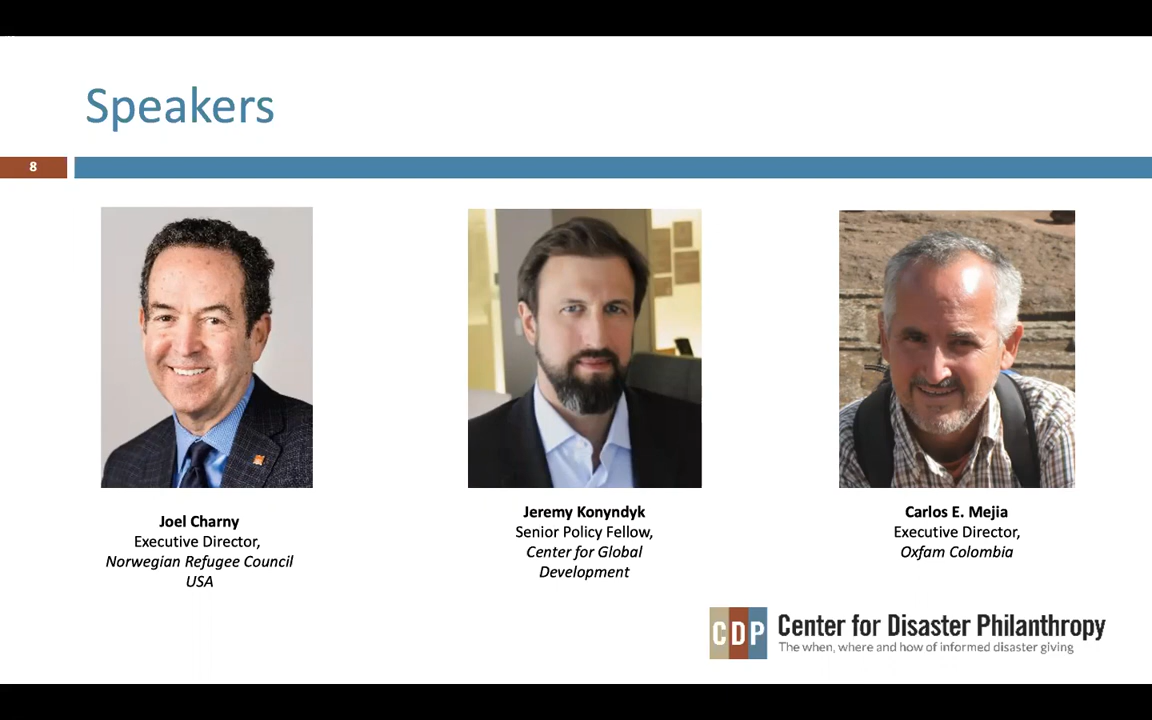 Speakers
8
Joel Charny
Executive Director,
Norwegian Refugee Council
USA
Jeremy Konyndyk
Senior Policy Fellow,
Center for Global
Development
Carlos E. Mejia
Executive Director,
Oxfam Colombia
CDP Center for Disaster Philanthropy
The when, where and how of informed disaster giving